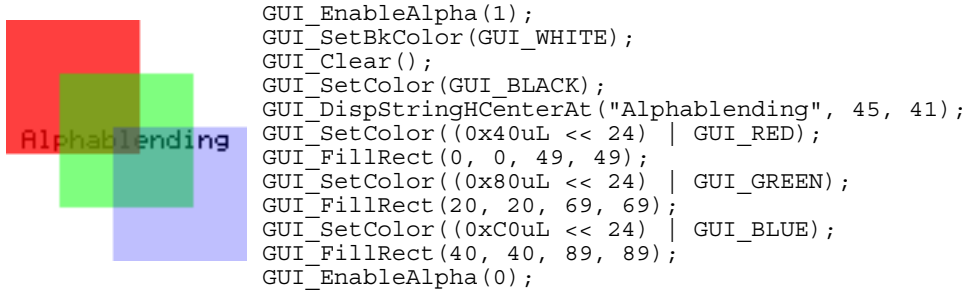 GUI_EnableAlpha(1);
GUI_SetBkColor(GUI_WHITE);
GUI_Clear();
GUI_SetColor(GUI_BLACK);
GUI_DispStringHCenterAt("Alphablending", 45, 41);
GUI_SetColor((0x40uL << 24) | GUI_RED);
GUI_FillRect(0, 0, 49, 49);
GUI_SetColor((0x80uL << 24) | GUI_GREEN);
GUI_FillRect(20, 20, 69, 69);
GUI_SetColor((0xC0uL << 24) | GUI_BLUE);
GUI_FillRect(40, 40, 89, 89);
GUI_EnableAlpha(0);
Alphablending